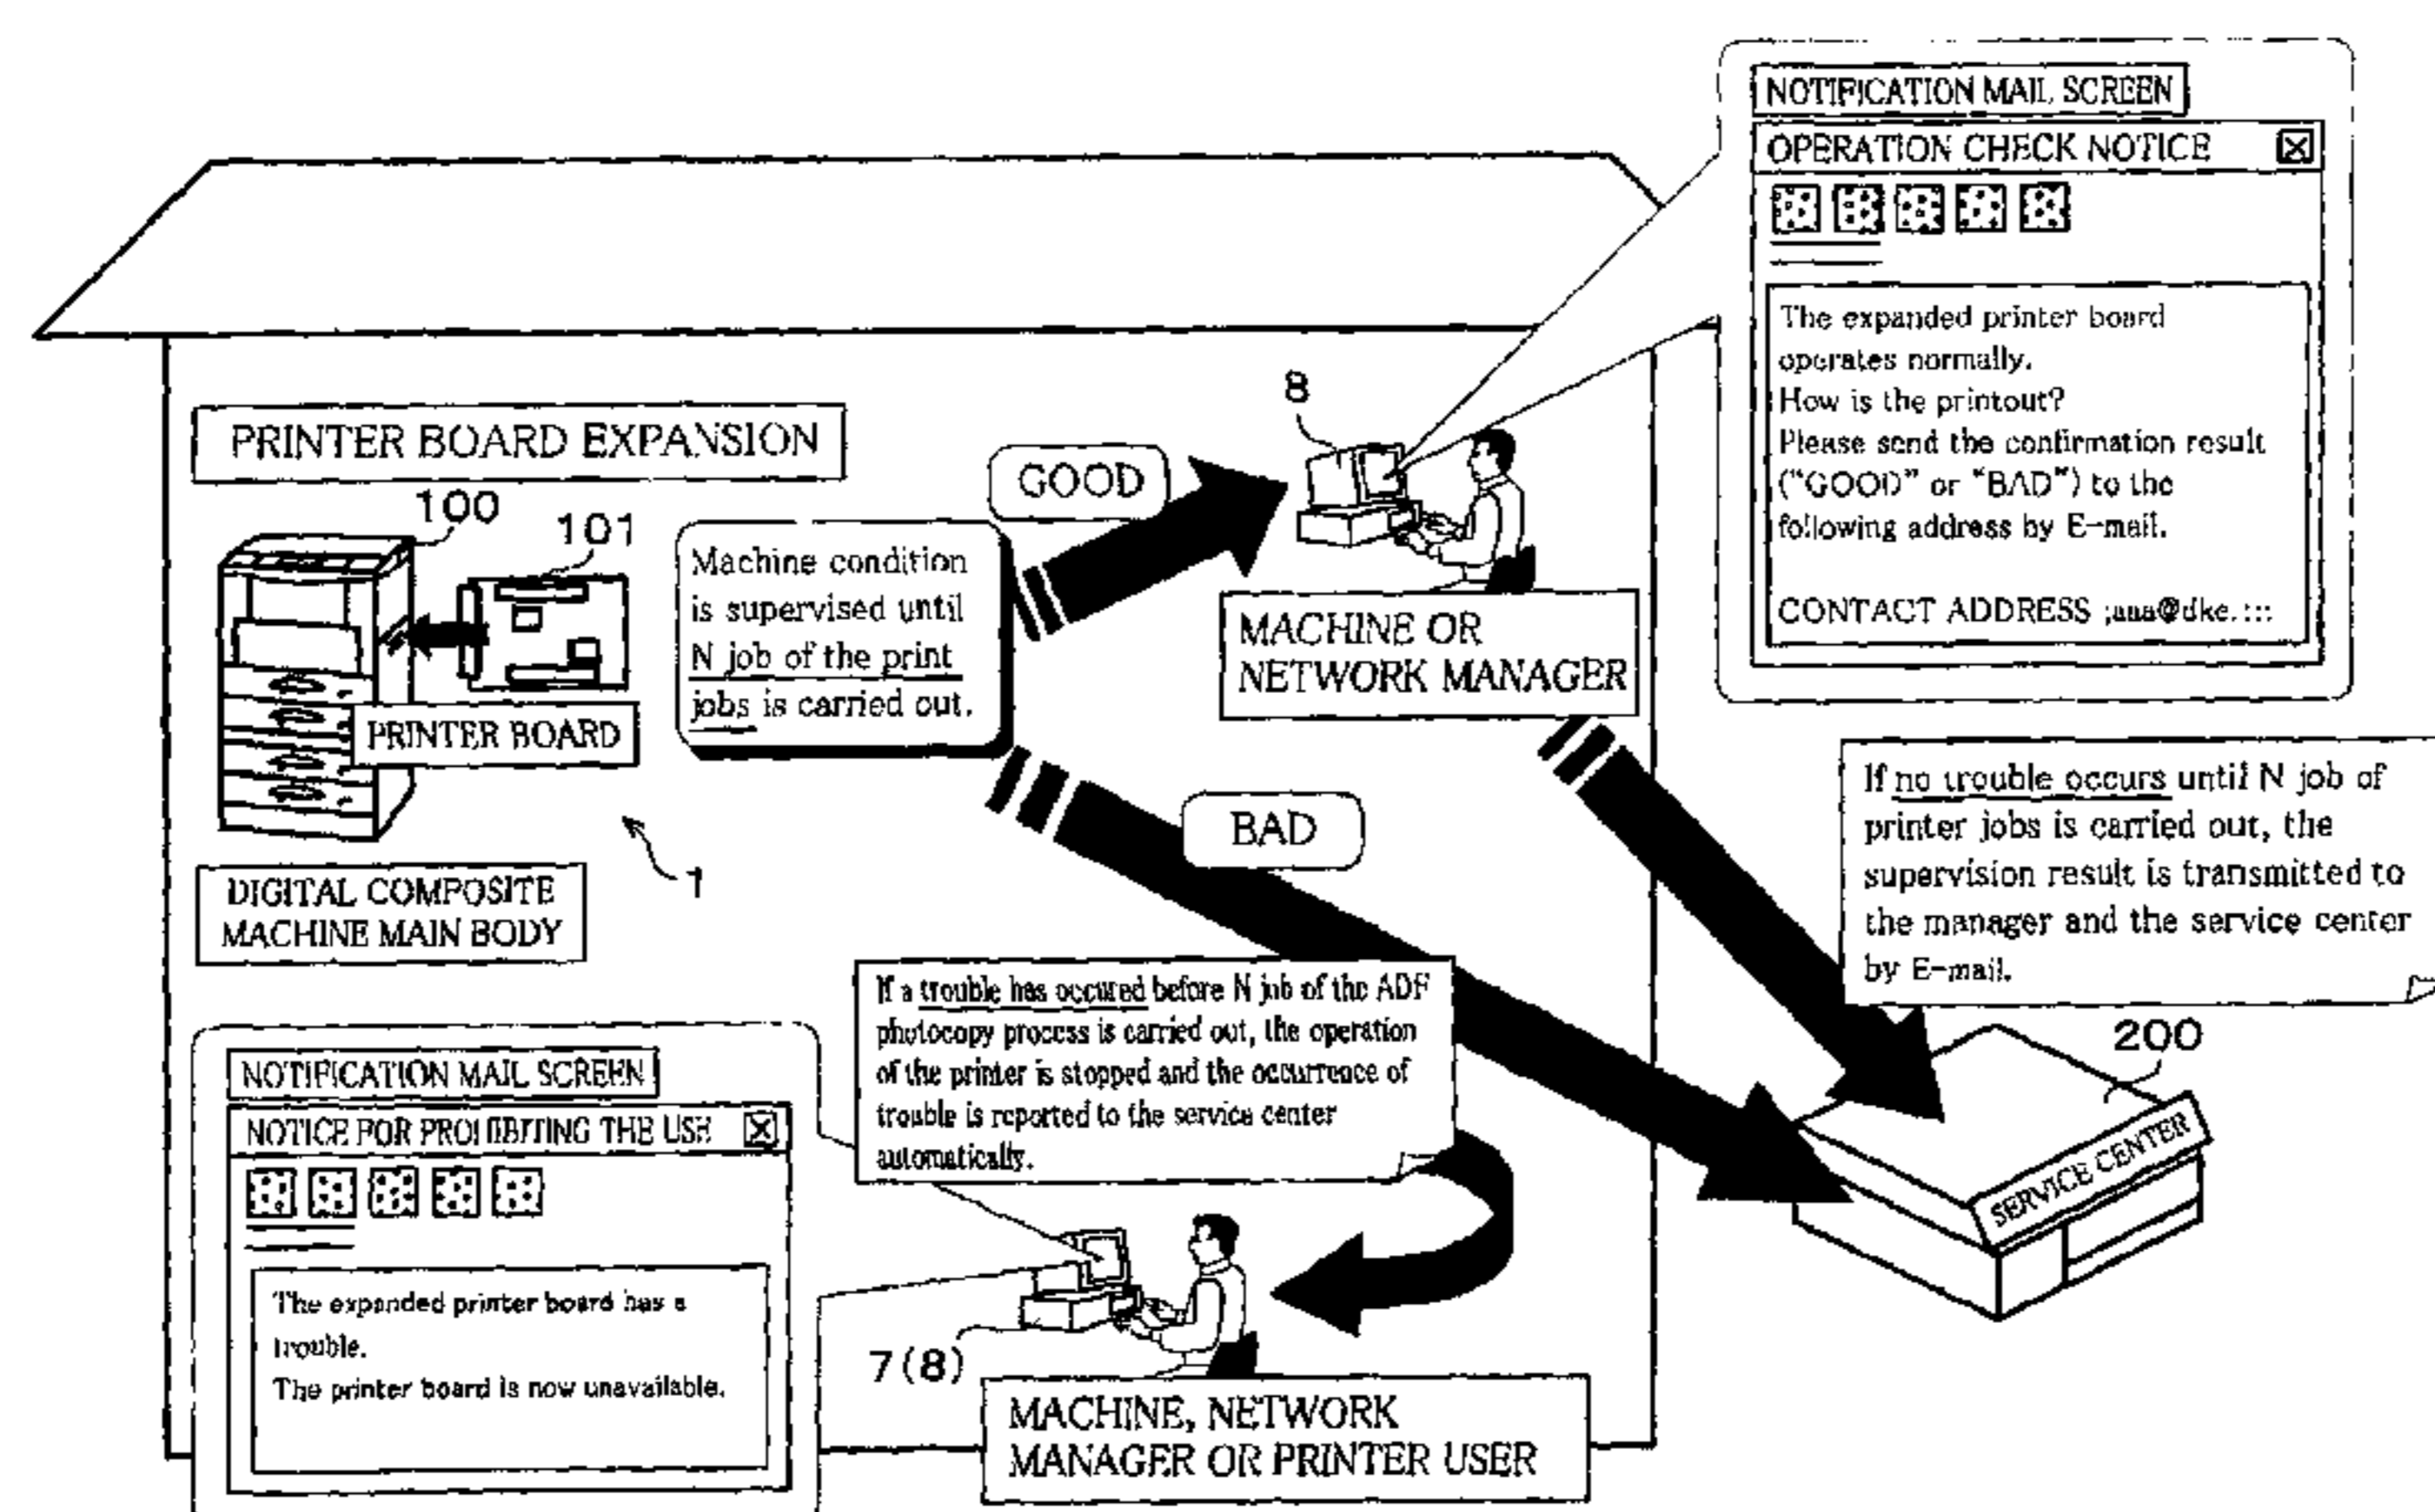 NOTIFICATION MAIL SCREEN
OPERATION CHECK NOTICE
The expanded printer board
operates normally.
How is the printout?
Please send the confirmation result
("GOOD" or "BAD") to the
following address by E-mail.
CONTACT ADDRESS
PRINTER BOARD EXPANSION
100
101
PRINTER BOARD
DIGITAL COMPOSITE
MACHINE MAIN BODY
1
Machine condition
is supervised until
N job of the print
jobs is carried out.
GOOD
8
MACHINE OR
NETWORK MANAGER
BAD
If no trouble occurs until N job of
printer jobs is carried out, the
supervision result is transmitted to
the manager and the service center
by E-mail.
If a trouble has occured before N job of the ADF
photocopy process is carried out, the operation
of the printer is stopped and the occurrence of
trouble is reported to the service center
automatically.
200
SERVICE CENTER
NOTIFICATION MAIL SCREEN
NOTICE FOR PROHIBITING THE USE
The expanded printer board has a
trouble.
The printer board is now unavailable.
7(8)
MACHINE, NETWORK
MANAGER OR PRINTER USER